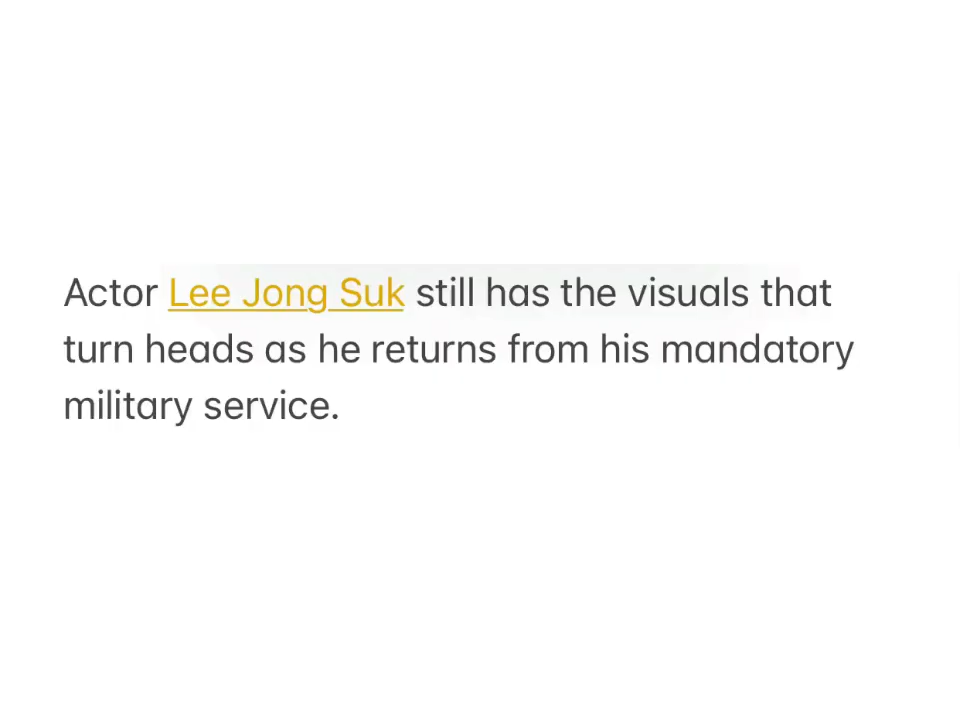 Actor Lee Jong Suk still has the visuals that
turn heads as he returns from his mandatory
military service.